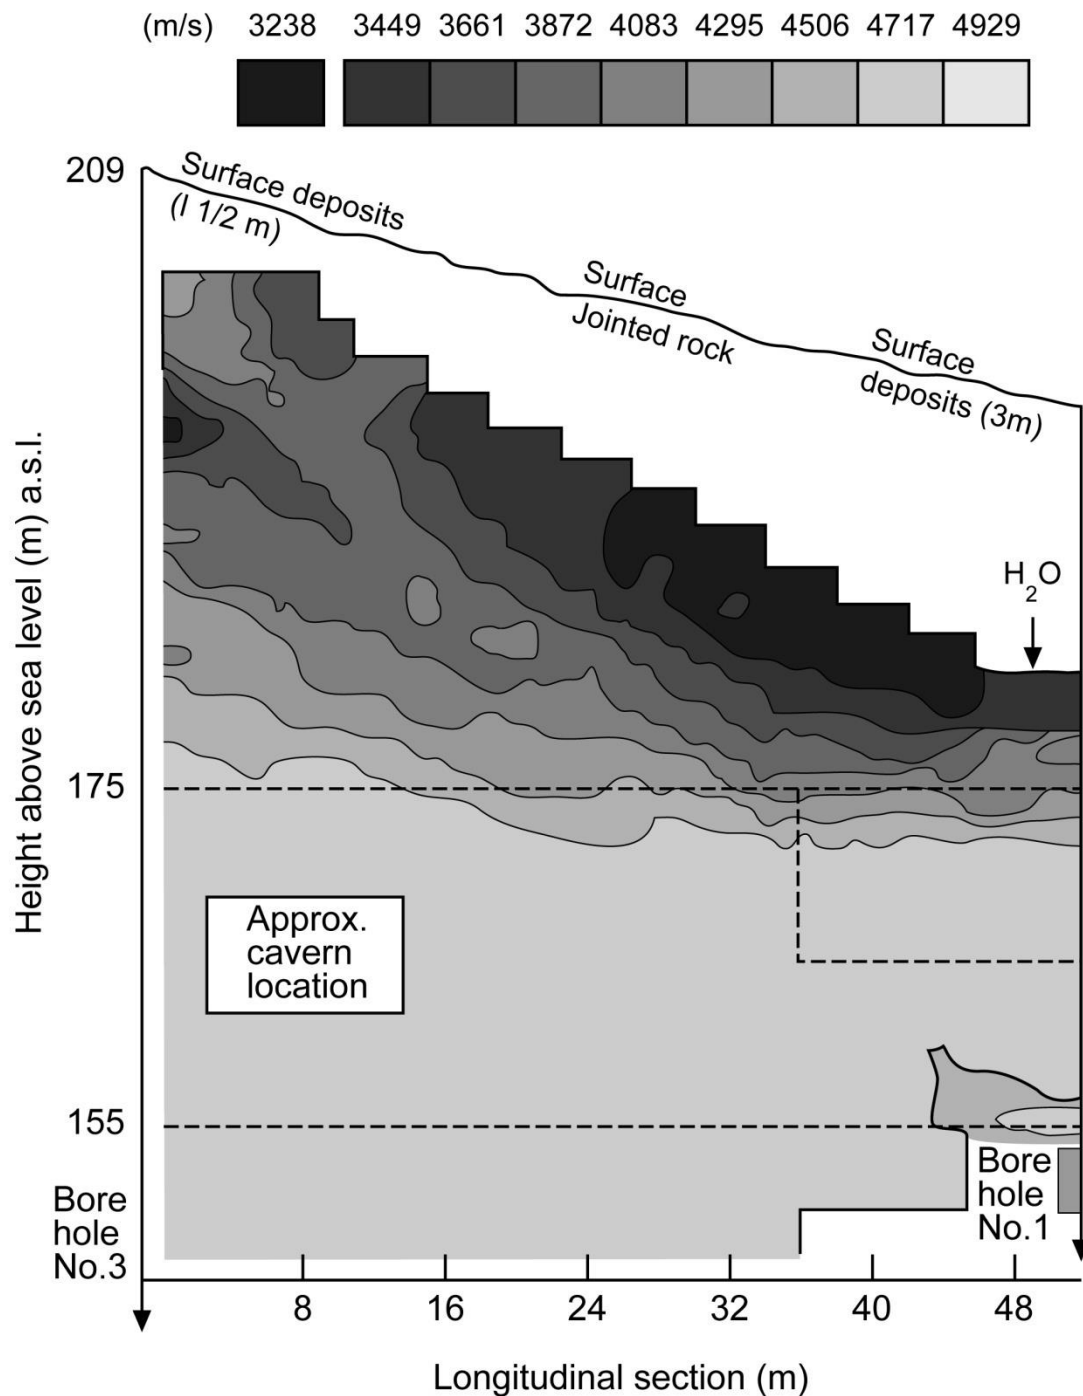 (m/s) 3238 3449 3661 3872 4083 4295 4506 4717 4929
209
Surface deposits
(I 1/2 m)
Surface
Jointed rock
Surface
deposits (3m)
H2O
Height above sea level (m) a.s.l.
175
Approx.
cavern
location
155
Bore
hole
No.3
Bore
hole
No.1
8 16 24 32 40 48
Longitudinal section (m)